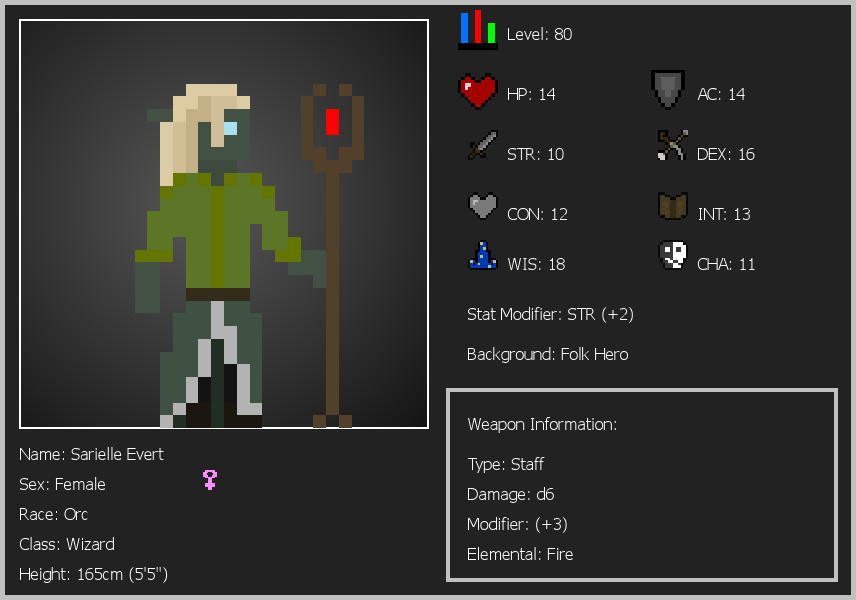 Level: 80
HP: 14
AC: 14
STR: 10
DEX: 16
CON: 12
INT: 13
WIS: 18
CHA: 11
Stat Modifier: STR (+2)
Background: Folk Hero
Weapon Information:
Type: Staff
Damage: d6
Modifier: (+3)
Elemental: Fire
Name: Sarielle Evert
Sex: Female
Race: Orc
Class: Wizard
Height: 165cm (5'5")